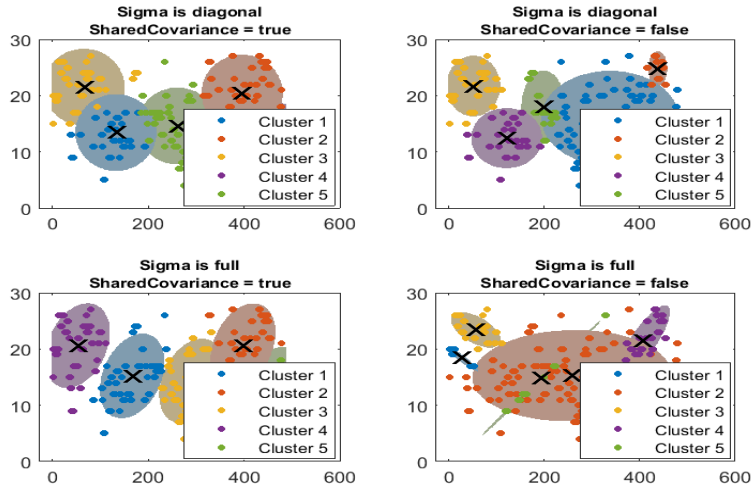 Sigma is diagonal
SharedCovariance = true
30
20
10
0
0
200
400
600
Cluster 1
Cluster 2
Cluster 3
Cluster 4
Cluster 5
Sigma is diagonal
SharedCovariance = false
30
20
10
0
0
200
400
600
Cluster 1
Cluster 2
Cluster 3
Cluster 4
Cluster 5
Sigma is full
SharedCovariance = true
30
20
10
0
0
200
400
600
Cluster 1
Cluster 2
Cluster 3
Cluster 4
Cluster 5
Sigma is full
SharedCovariance = false
30
20
10
0
0
200
400
600
Cluster 1
Cluster 2
Cluster 3
Cluster 4
Cluster 5